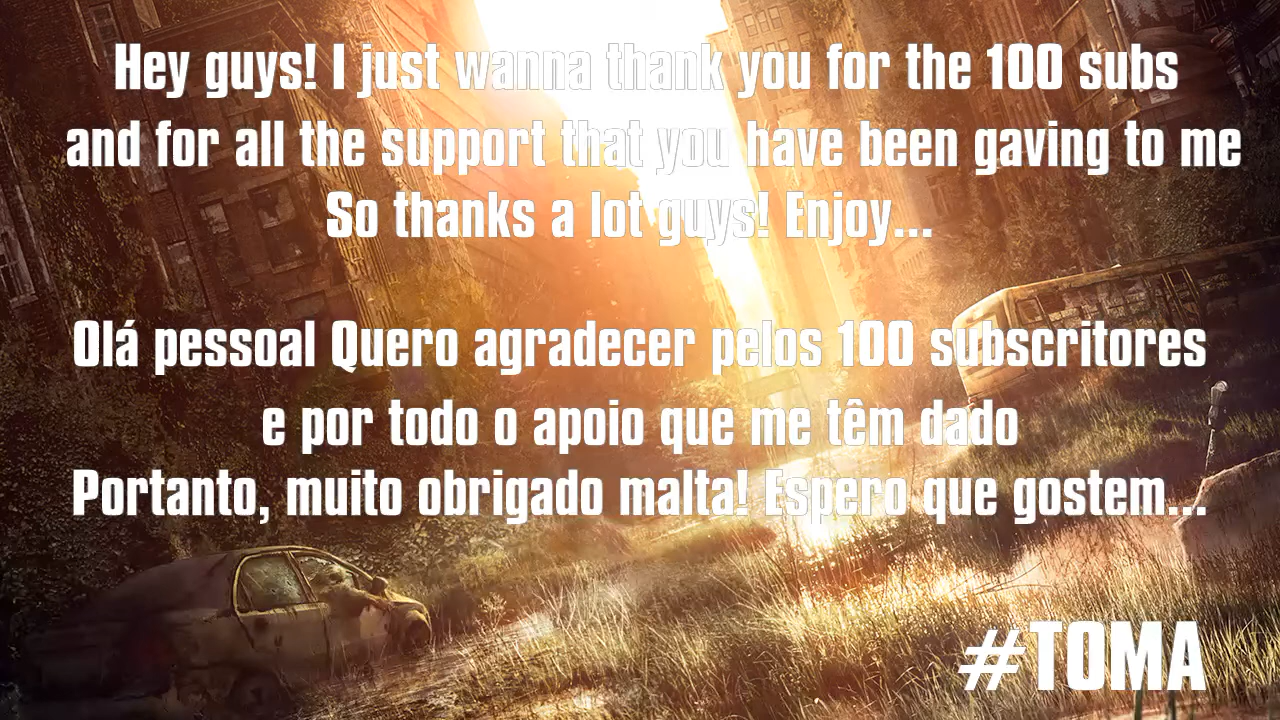 Hey guys! I just wanna thank you for the 100 subs
and for all the support that you have been gaving to me
So thanks a lot guys! Enjoy...
Olá pessoal Quero agradecer pelos 100 subscritores
e por todo o apoio que me têm dado
Portanto, muito obrigado malta! Espero que gostem...
#TOMA